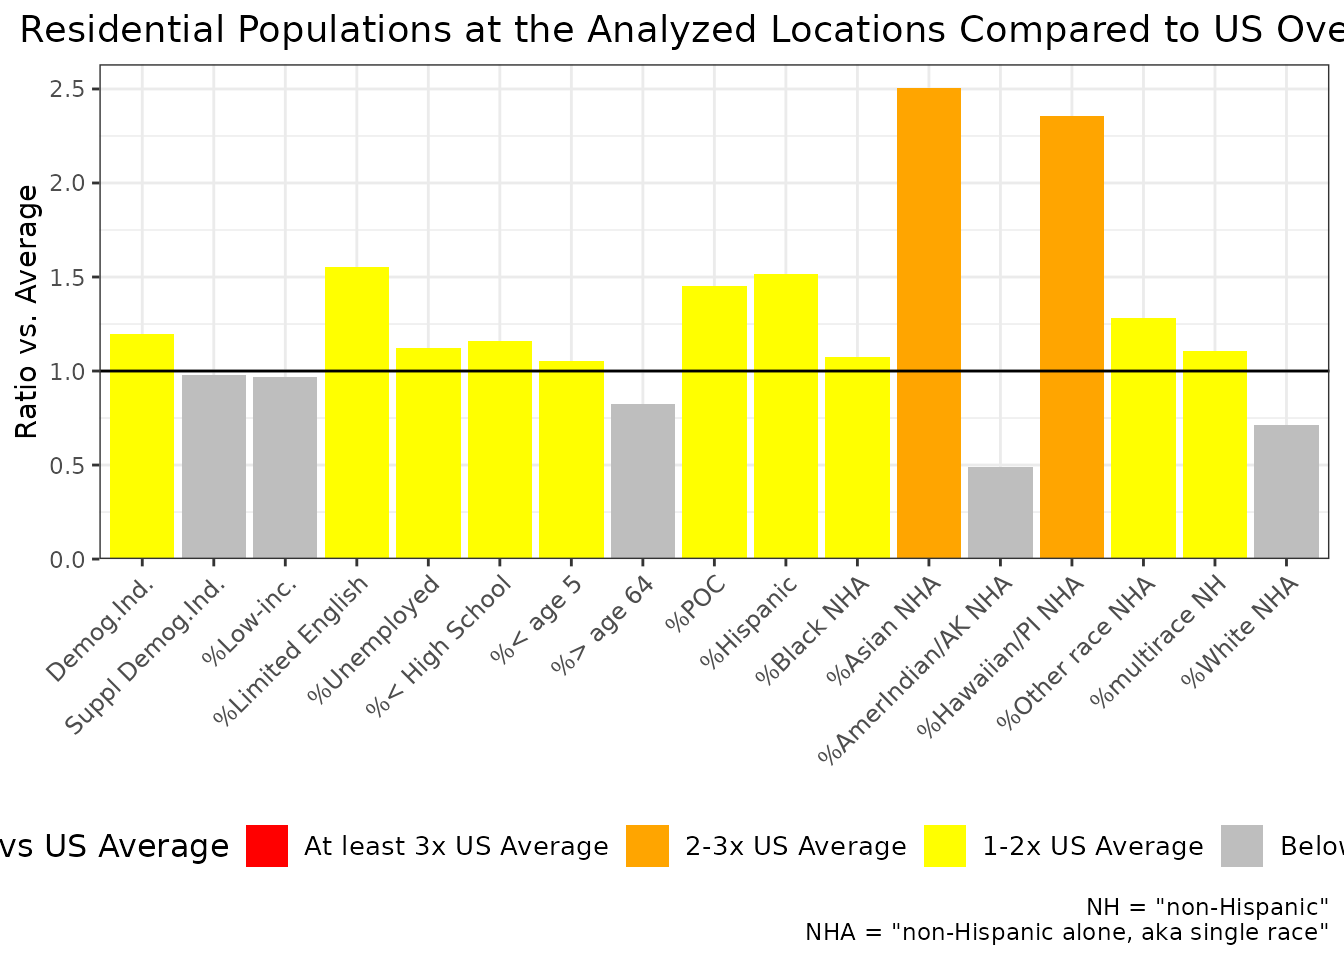 Residential Populations at the Analyzed Locations Compared to US Ove
Ratio vs. Average
2.5
2.0
1.5
1.0
0.5
0.0
Demog.Ind.
Suppl Demog.Ind.
%Low-inc.
%Limited English
%Unemployed
%< High School
%< age 5
%> age 64
%POC
%Hispanic
%Black NHA
%Asian NHA
%AmerIndian/AK NHA
%Hawaiian/PI NHA
%Other race NHA
%multirace NH
%White NHA
vs US Average At least 3x US Average 2-3x US Average 1-2x US Average Below
NH = "non-Hispanic"
NHA = "non-Hispanic alone, aka single race"